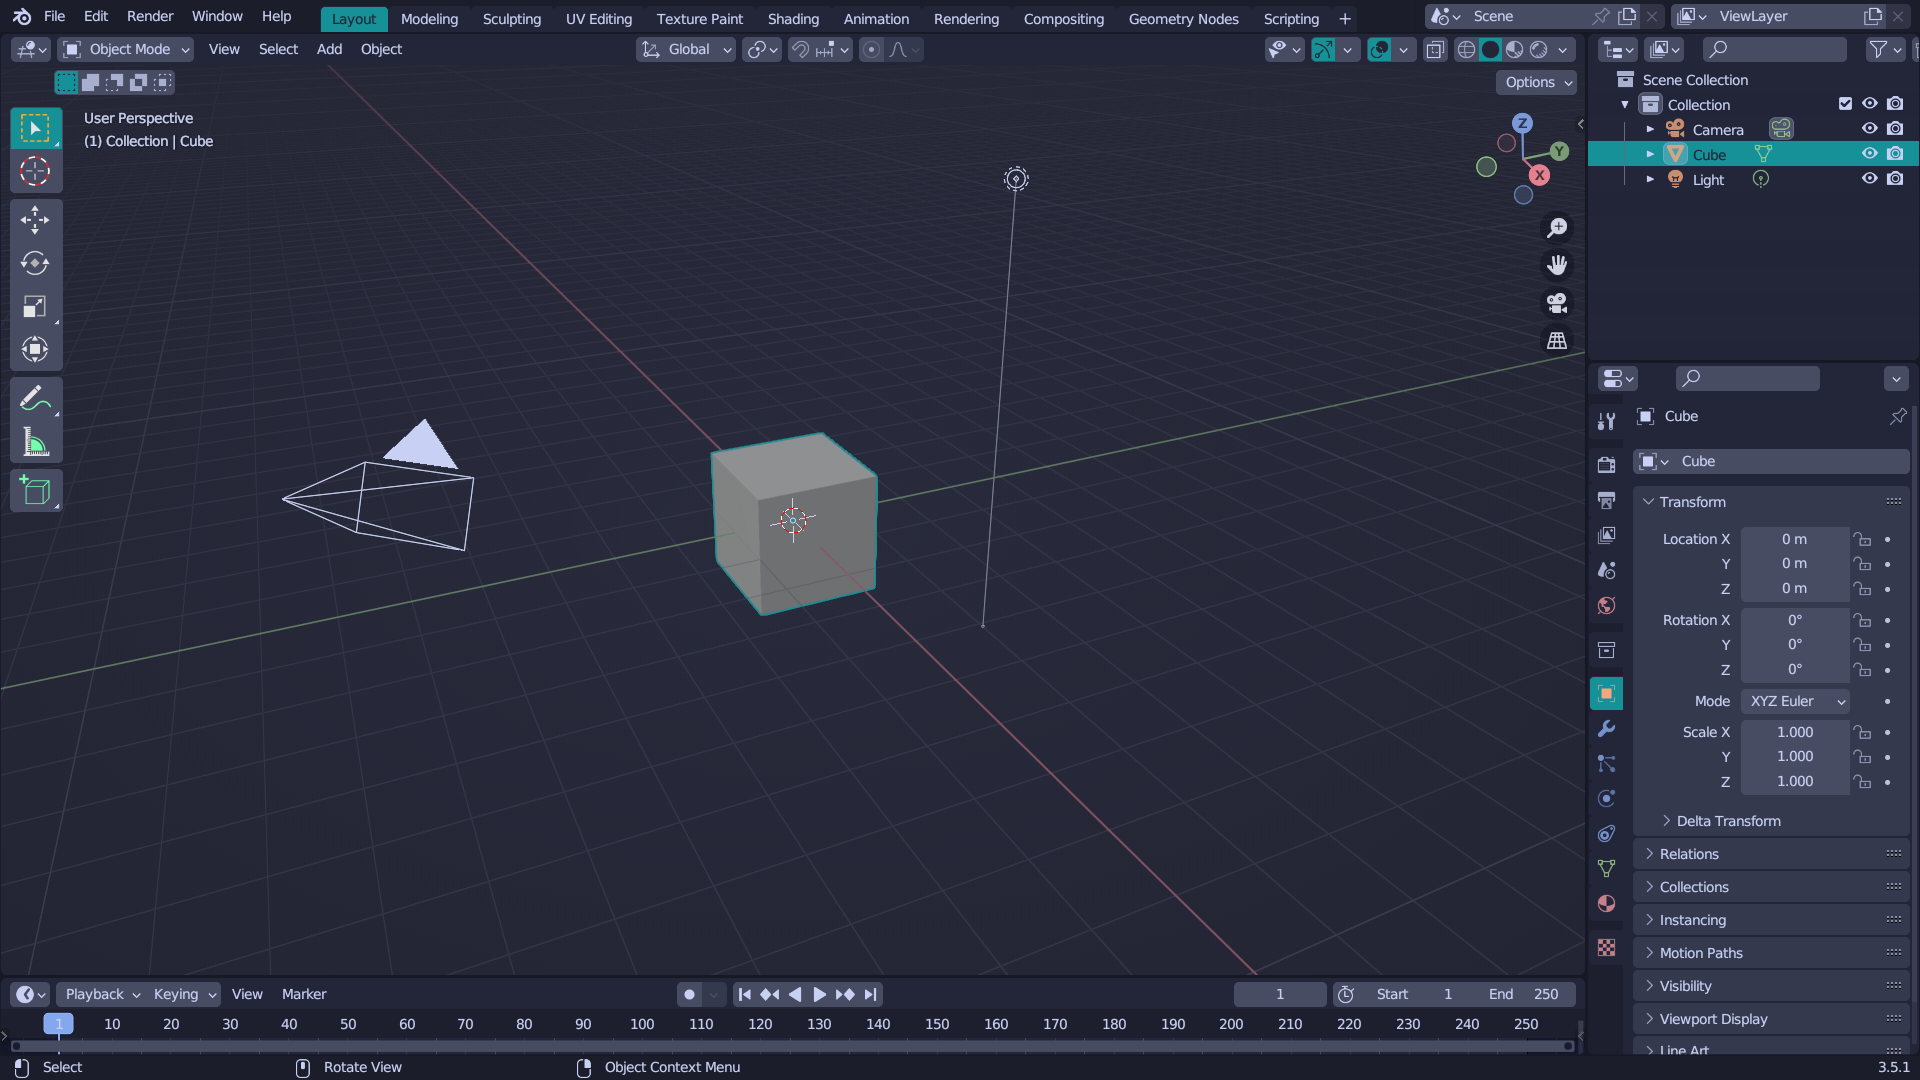 File Edit Render Window Help Layout Modeling Sculpting UV Editing Texture Paint Shading Animation Rendering Compositing Geometry Nodes Scripting + Scene ViewLayer
Object Mode View Select Add Object Global
Options
User Perspective
(1) Collection | Cube
Z
Y
X
Scene Collection
Collection
Camera
Cube
Light
Cube
Cube
Transform
Location X 0 m
Y 0 m
Z 0 m
Rotation X 0°
Y 0°
Z 0°
Mode XYZ Euler
Scale X 1.000
Y 1.000
Z 1.000
Delta Transform
Relations
Collections
Instancing
Motion Paths
Visibility
Viewport Display
Line Art
Playback Keying View Marker 1 Start 1 End 250
1 10 20 30 40 50 60 70 80 90 100 110 120 130 140 150 160 170 180 190 200 210 220 230 240 250
Select Rotate View Object Context Menu 3.5.1